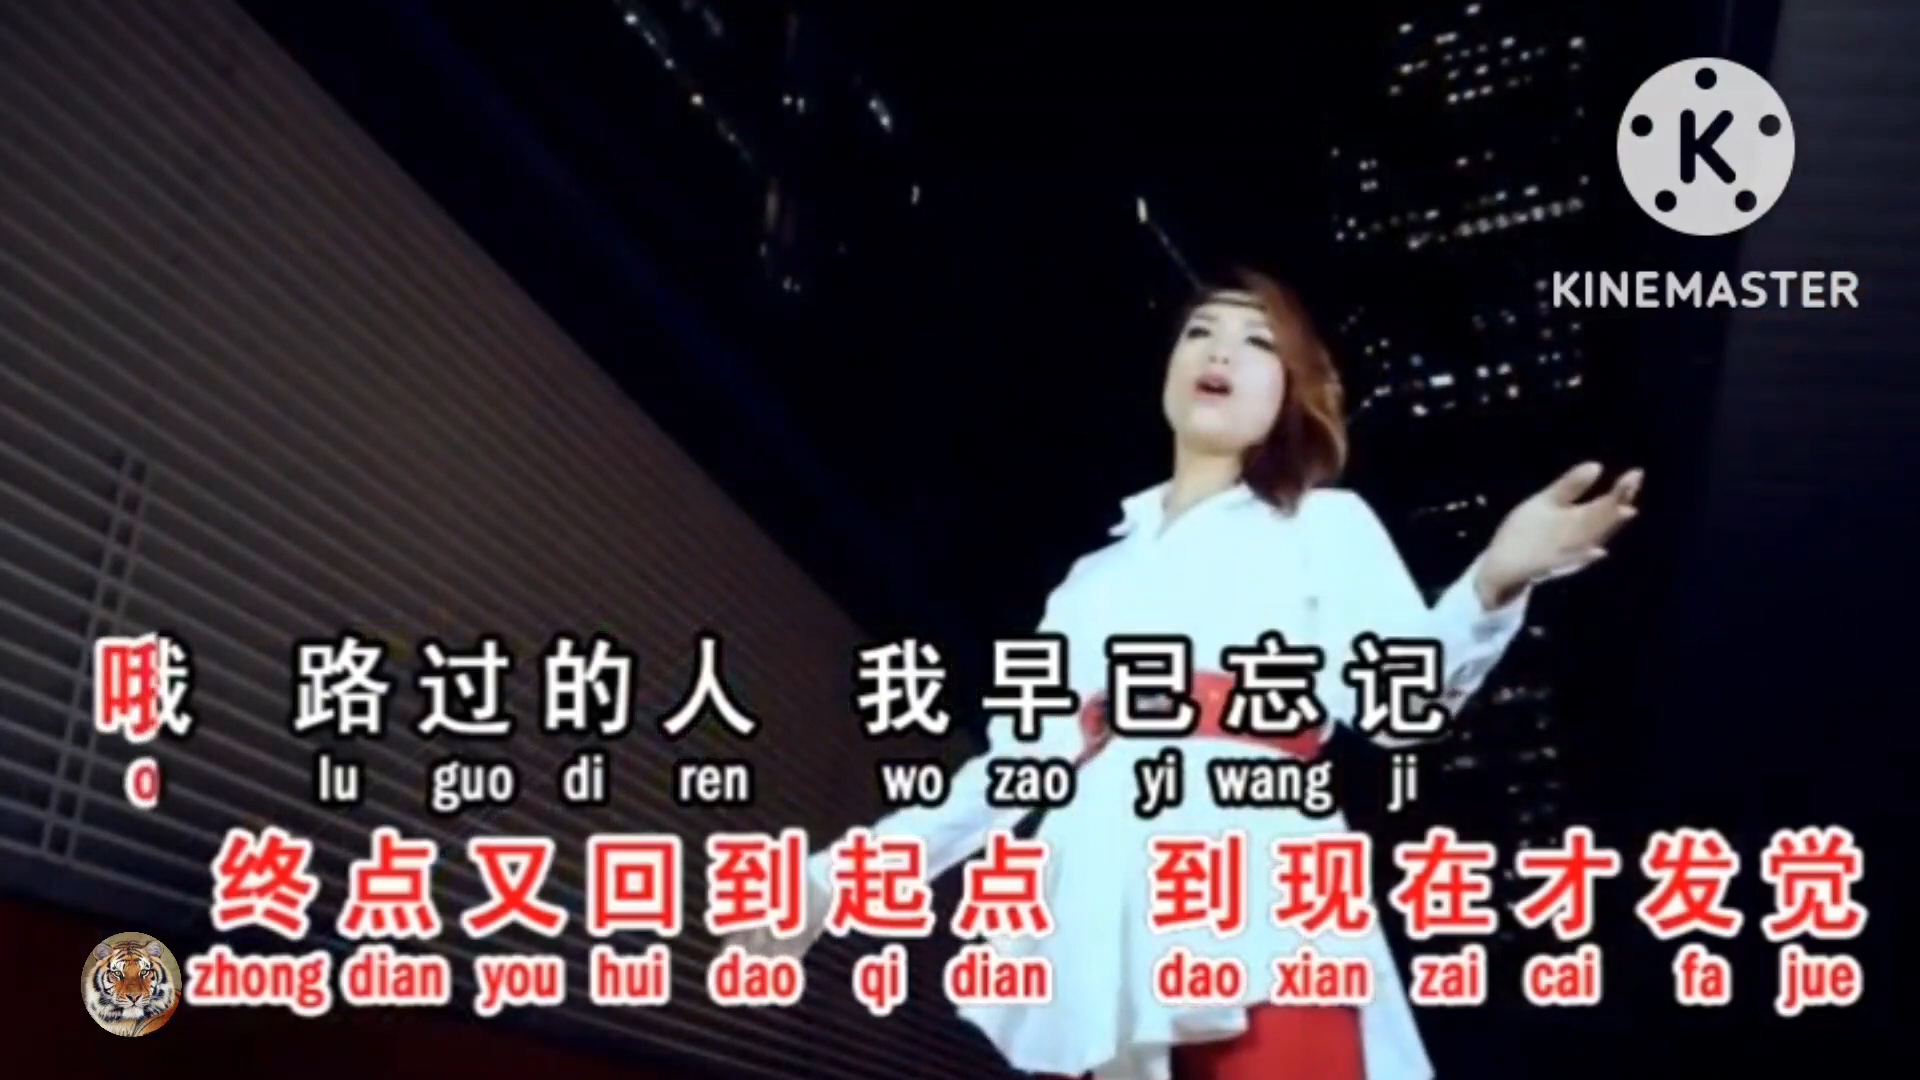 K
KINEMASTER
哦 路过的人 我早已忘记
o lu guo di ren wo zao yi wang ji
终点又回到起点 到现在才发觉
zhong dian you hui dao qi dian dao xian zai cai fa jue